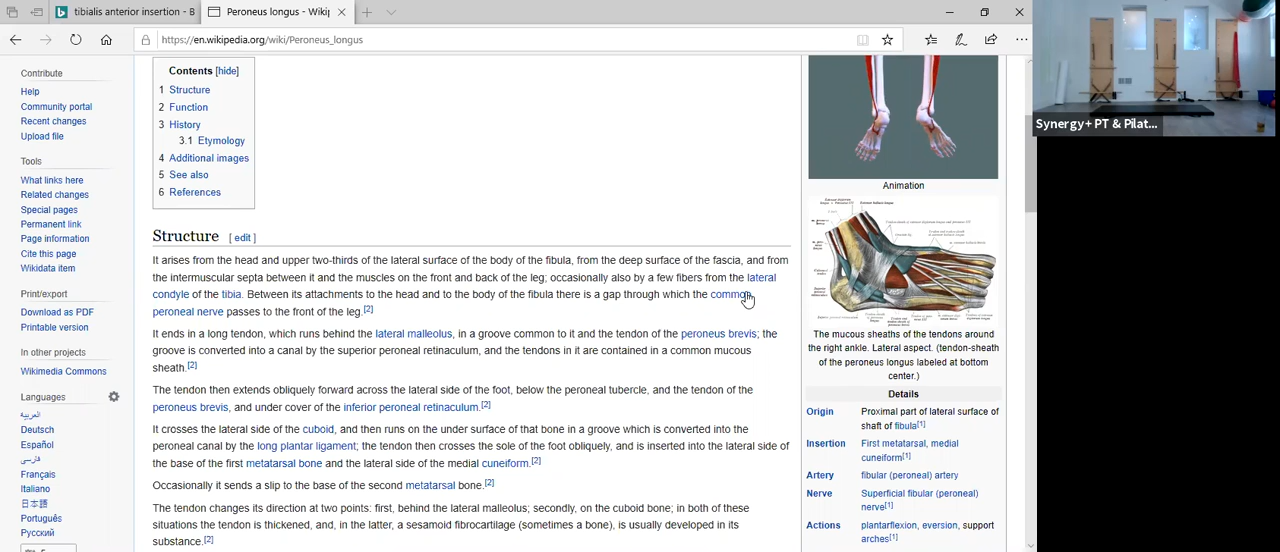 tibialis anterior insertion - B
Peroneus longus - Wikip
https://en.wikipedia.org/wiki/Peroneus_longus
Synergy+ PT & Pilat...
Contribute
Help
Community portal
Recent changes
Upload file
Tools
What links here
Related changes
Special pages
Permanent link
Page information
Cite this page
Wikidata item
Print/export
Download as PDF
Printable version
In other projects
Wikimedia Commons
Languages
العربية
Deutsch
Español
فارسی
Français
Italiano
日本語
Português
Русский
Contents [hide]
1 Structure
2 Function
3 History
3.1 Etymology
4 Additional images
5 See also
6 References
Structure [ edit ]
It arises from the head and upper two-thirds of the lateral surface of the body of the fibula, from the deep surface of the fascia, and from
the intermuscular septa between it and the muscles on the front and back of the leg; occasionally also by a few fibers from the lateral
condyle of the tibia. Between its attachments to the head and to the body of the fibula there is a gap through which the common
peroneal nerve passes to the front of the leg.[2]
It ends in a long tendon, which runs behind the lateral malleolus, in a groove common to it and the tendon of the peroneus brevis; the
groove is converted into a canal by the superior peroneal retinaculum, and the tendons in it are contained in a common mucous
sheath.[2]
The tendon then extends obliquely forward across the lateral side of the foot, below the peroneal tubercle, and the tendon of the
peroneus brevis, and under cover of the inferior peroneal retinaculum.[2]
It crosses the lateral side of the cuboid, and then runs on the under surface of that bone in a groove which is converted into the
peroneal canal by the long plantar ligament; the tendon then crosses the sole of the foot obliquely, and is inserted into the lateral side
of the base of the first metatarsal bone and the lateral side of the medial cuneiform.[2]
Occasionally it sends a slip to the base of the second metatarsal bone.[2]
The tendon changes its direction at two points: first, behind the lateral malleolus; secondly, on the cuboid bone; in both of these
situations the tendon is thickened, and, in the latter, a sesamoid fibrocartilage (sometimes a bone), is usually developed in its
substance.[2]
Animation
The mucous sheaths of the tendons around
the right ankle. Lateral aspect. (tendon-sheath
of the peroneus longus labeled at bottom
center.)
Details
Origin Proximal part of lateral surface of
shaft of fibula[1]
Insertion First metatarsal, medial
cuneiform[1]
Artery fibular (peroneal) artery
Nerve Superficial fibular (peroneal)
nerve[1]
Actions plantarflexion, eversion, support
arches[1]